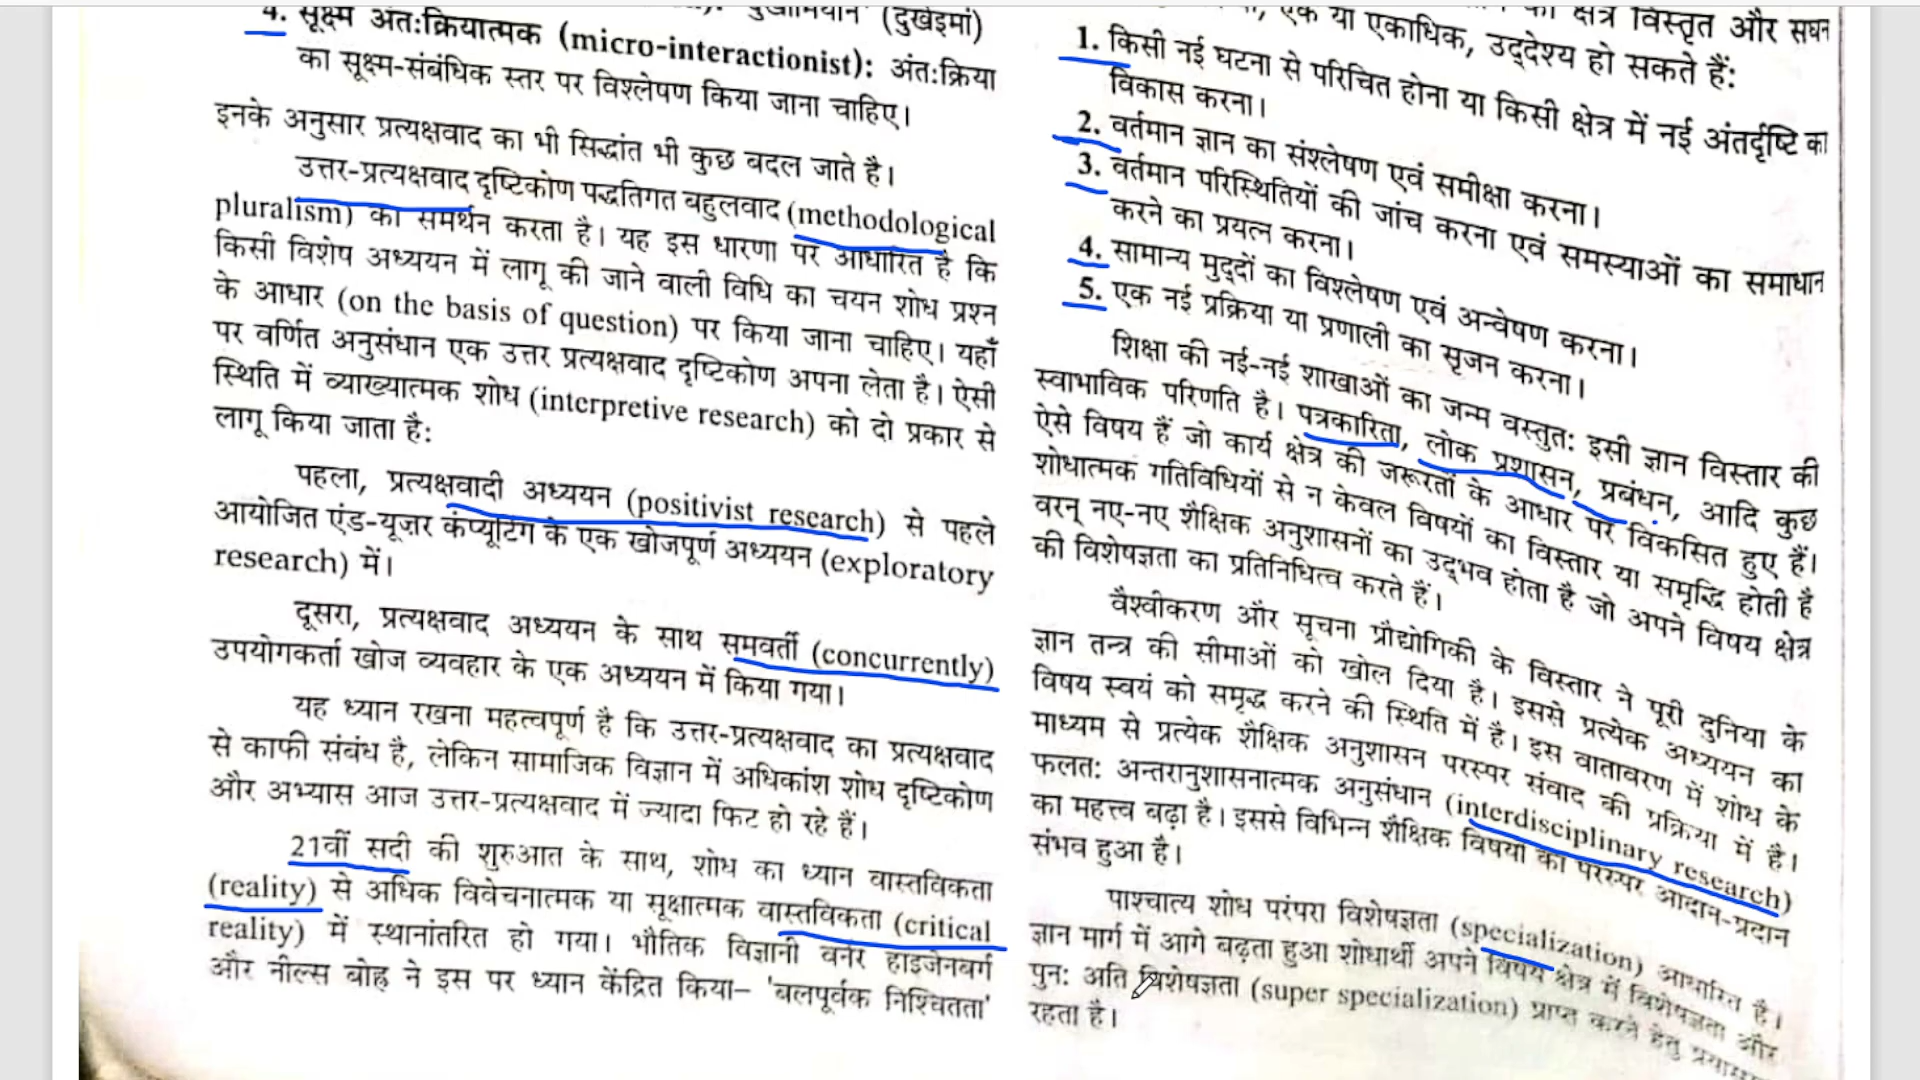 4. सूक्ष्म अंतःक्रियात्मक (micro-interactionist): अंतःक्रिया
का सूक्ष्म-संबंधिक स्तर पर विश्लेषण किया जाना चाहिए।
इनके अनुसार प्रत्यक्षवाद का भी सिद्धांत भी कुछ बदल जाते है।
उत्तर-प्रत्यक्षवाद दृष्टिकोण पद्धतिगत बहुलवाद (methodological
pluralism) का समर्थन करता है। यह इस धारणा पर आधारित है कि
किसी विशेष अध्ययन में लागू की जाने वाली विधि का चयन शोध प्रश्न
के आधार (on the basis of question) पर किया जाना चाहिए। यहाँ
पर वर्णित अनुसंधान एक उत्तर प्रत्यक्षवाद दृष्टिकोण अपना लेता है। ऐसी
स्थिति में व्याख्यात्मक शोध (interpretive research) को दो प्रकार से
लागू किया जाता है:
पहला, प्रत्यक्षवादी अध्ययन (positivist research) से पहले
आयोजित एंड-यूज़र कंप्यूटिंग के एक खोजपूर्ण अध्ययन (exploratory
research) में।
दूसरा, प्रत्यक्षवाद अध्ययन के साथ समवर्ती (concurrently)
उपयोगकर्ता खोज व्यवहार के एक अध्ययन में किया गया।
यह ध्यान रखना महत्वपूर्ण है कि उत्तर-प्रत्यक्षवाद का प्रत्यक्षवाद
से काफी संबंध है, लेकिन सामाजिक विज्ञान में अधिकांश शोध दृष्टिकोण
और अभ्यास आज उत्तर-प्रत्यक्षवाद में ज्यादा फिट हो रहे हैं।
21वीं सदी की शुरुआत के साथ, शोध का ध्यान वास्तविकता
(reality) से अधिक विवेचनात्मक या सूक्षात्मक वास्तविकता (critical
reality) में स्थानांतरित हो गया। भौतिक विज्ञानी वर्नर हाइजेनबर्ग
और नील्स बोह्र ने इस पर ध्यान केंद्रित किया– 'बलपूर्वक निश्चितता'
का क्षेत्र विस्तृत और सघन
एक या एकाधिक, उद्देश्य हो सकते हैं:
1. किसी नई घटना से परिचित होना या किसी क्षेत्र में नई अंतर्दृष्टि का
विकास करना।
2. वर्तमान ज्ञान का संश्लेषण एवं समीक्षा करना।
3. वर्तमान परिस्थितियों की जांच करना एवं समस्याओं का समाधान
करने का प्रयत्न करना।
4. सामान्य मुद्दों का विश्लेषण एवं अन्वेषण करना।
5. एक नई प्रक्रिया या प्रणाली का सृजन करना।
शिक्षा की नई-नई शाखाओं का जन्म वस्तुतः इसी ज्ञान विस्तार की
स्वाभाविक परिणति है। पत्रकारिता, लोक प्रशासन, प्रबंधन, आदि कुछ
ऐसे विषय हैं जो कार्य क्षेत्र की जरूरतों के आधार पर विकसित हुए हैं।
शोधात्मक गतिविधियों से न केवल विषयों का विस्तार या समृद्धि होती है
वरन् नए-नए शैक्षिक अनुशासनों का उद्भव होता है जो अपने विषय क्षेत्र
की विशेषज्ञता का प्रतिनिधित्व करते हैं।
वैश्वीकरण और सूचना प्रौद्योगिकी के विस्तार ने पूरी दुनिया के
ज्ञान तन्त्र की सीमाओं को खोल दिया है। इससे प्रत्येक अध्ययन का
विषय स्वयं को समृद्ध करने की स्थिति में है। इस वातावरण में शोध के
माध्यम से प्रत्येक शैक्षिक अनुशासन परस्पर संवाद की प्रक्रिया में है।
फलतः अन्तरानुशासनात्मक अनुसंधान (interdisciplinary research)
का महत्त्व बढ़ा है। इससे विभिन्न शैक्षिक विषयों का परस्पर आदान-प्रदान
संभव हुआ है।
पाश्चात्य शोध परंपरा विशेषज्ञता (specialization) आधारित है।
ज्ञान मार्ग में आगे बढ़ता हुआ शोधार्थी अपने विषय क्षेत्र में विशेषज्ञता और
पुनः अति विशेषज्ञता (super specialization) प्राप्त करने हेतु
रहता है।